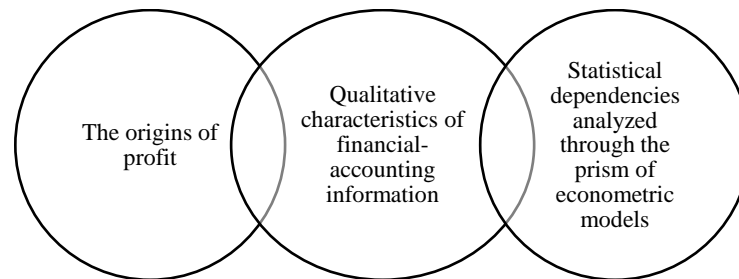 The origins of
profit
Qualitative
characteristics of
financial-
accounting
information
Statistical
dependencies
analyzed
through the
prism of
econometric
models